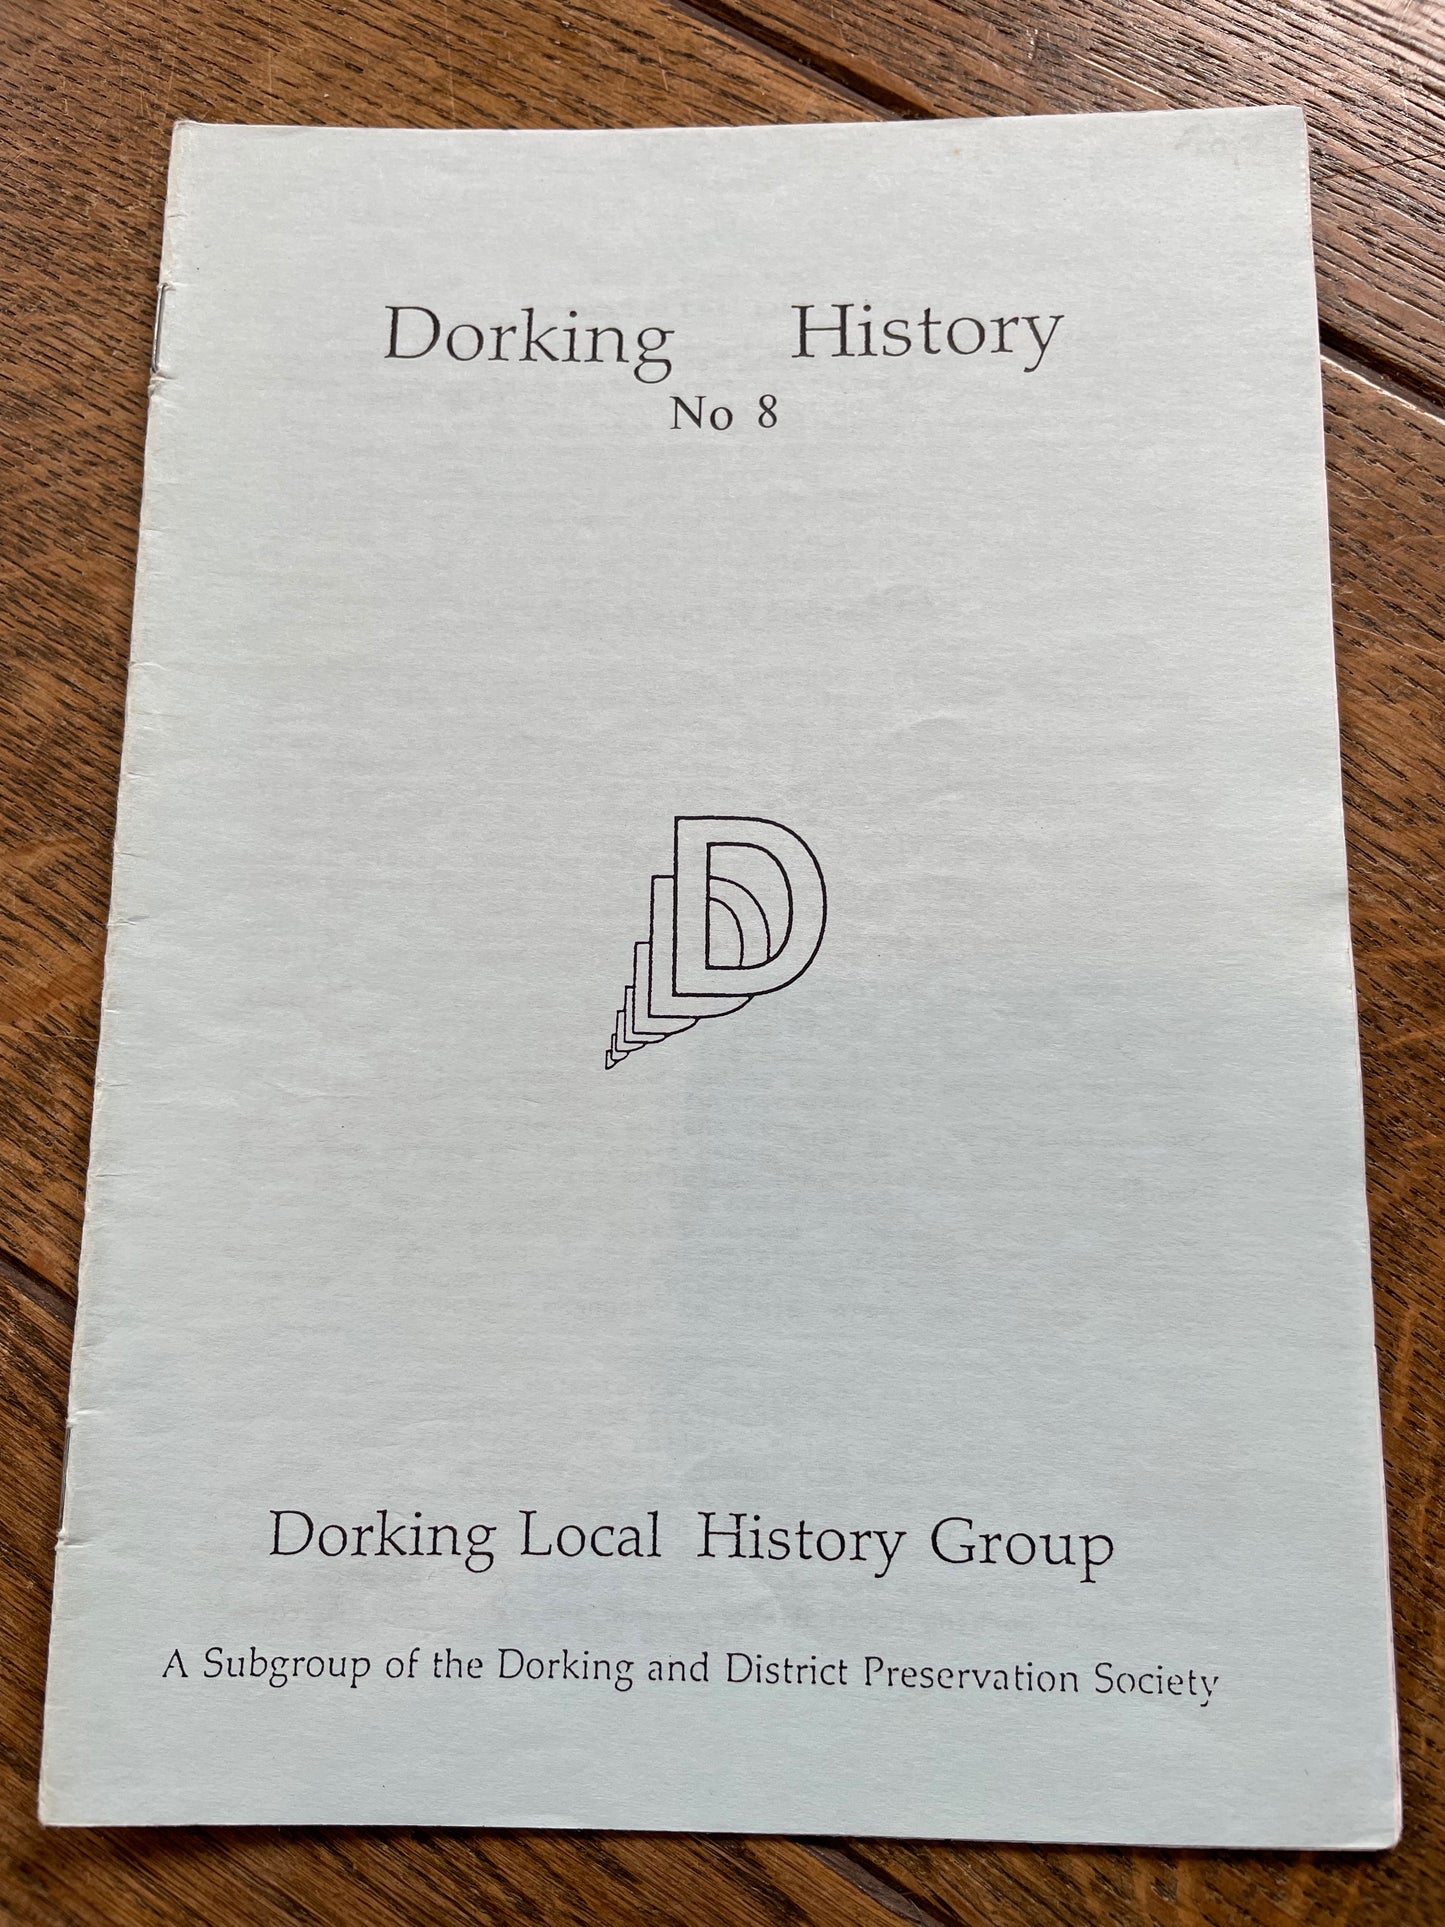 Dorking History
No 8
D
Dorking Local History Group
A Subgroup of the Dorking and District Preservation Society